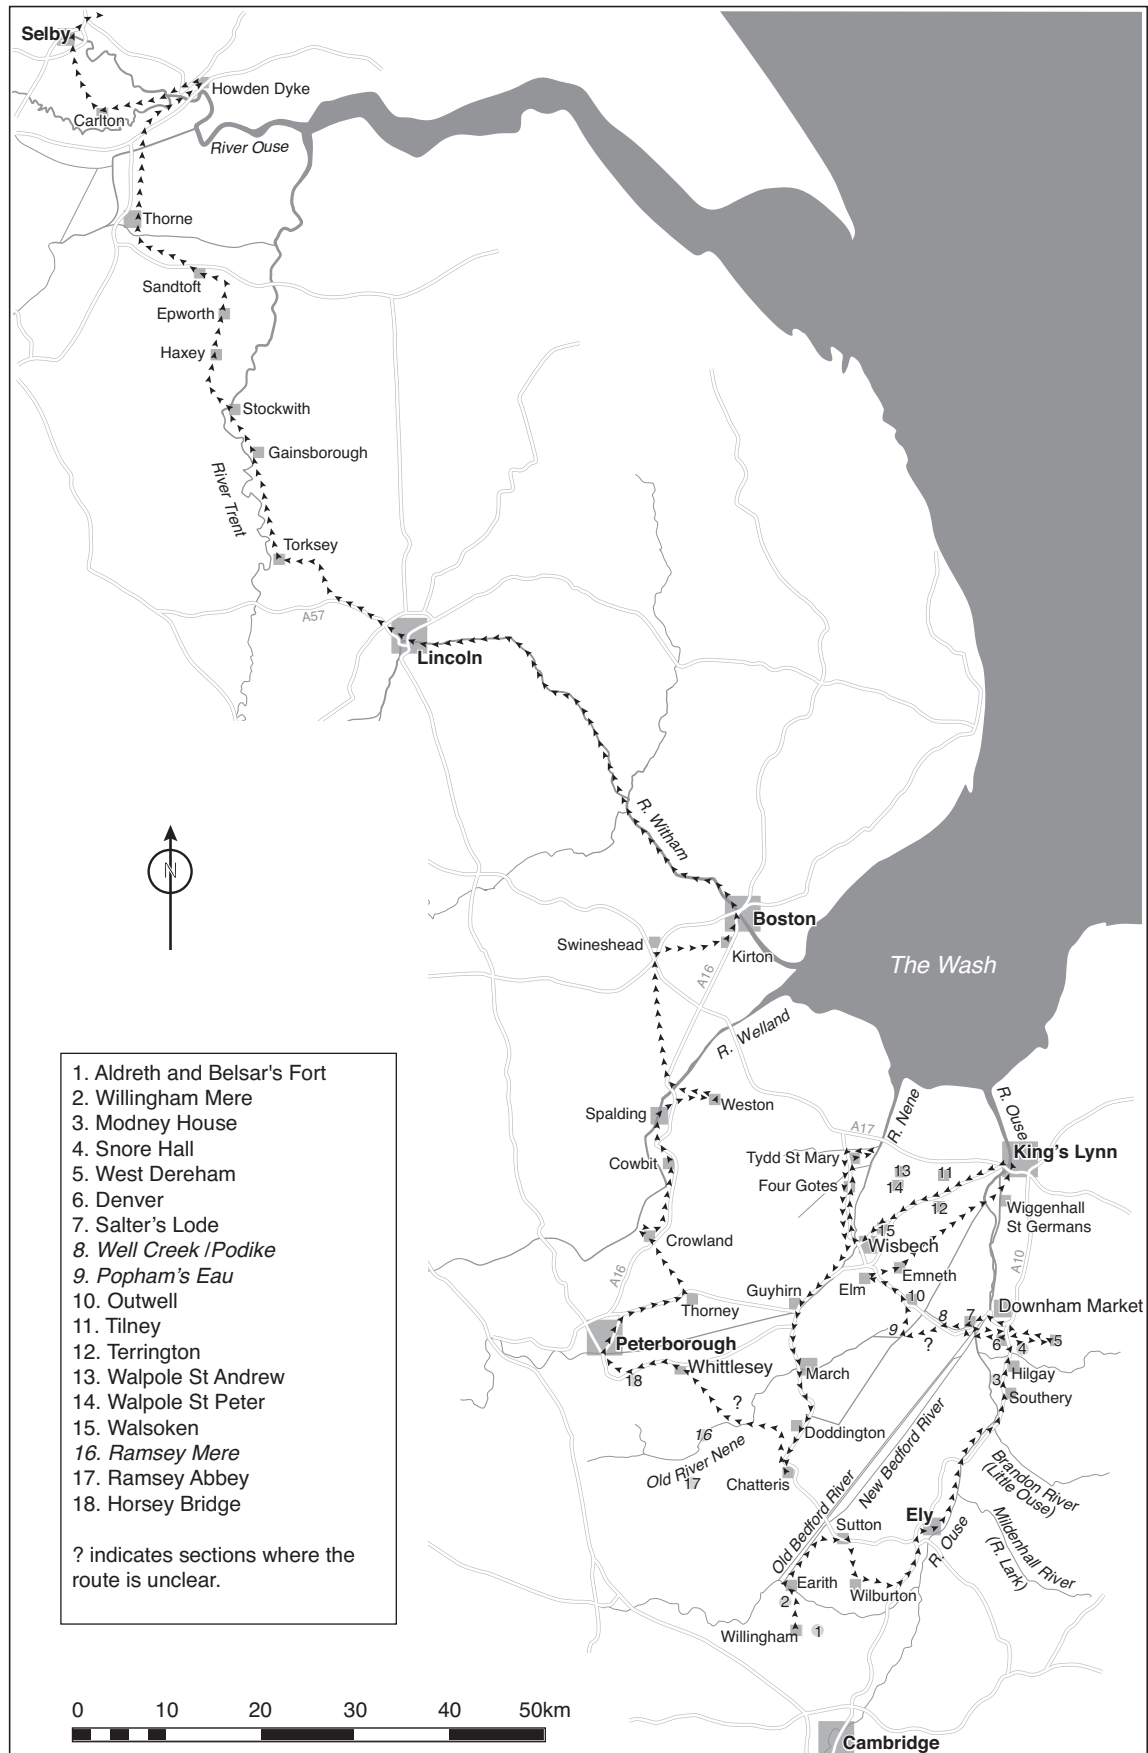 Selby
Howden Dyke
Carlton
River Ouse
Thorne
Sandtoft
Epworth
Haxey
Stockwith
Gainsborough
River Trent
Torksey
A57
Lincoln
R. Witham
N
Boston
Swineshead
Kirton
A16
The Wash
R. Welland
Weston
Spalding
R. Nene
R. Ouse
A17
King's Lynn
Tydd St Mary
Cowbit
13
11
14
Four Gotes
12
Wiggenhall
St Germans
15
Wisbech
Crowland
A10
Emneth
A16
Elm
Guyhirn
10
Thorney
Downham Market
8
7
9
?
6
4
5
Peterborough
Whittlesey
March
Hilgay
18
3
Southery
?
16
Doddington
Old River Nene
17
Chatteris
New Bedford River
Old Bedford River
Brandon River
(Little Ouse)
Ely
Sutton
R. Ouse
Mildenhall River
(R. Lark)
Earith
Wilburton
2
Willingham
1
Cambridge
1. Aldreth and Belsar's Fort
2. Willingham Mere
3. Modney House
4. Snore Hall
5. West Dereham
6. Denver
7. Salter's Lode
8. Well Creek /Podike
9. Popham's Eau
10. Outwell
11. Tilney
12. Terrington
13. Walpole St Andrew
14. Walpole St Peter
15. Walsoken
16. Ramsey Mere
17. Ramsey Abbey
18. Horsey Bridge
? indicates sections where the
route is unclear.
0 10 20 30 40 50km